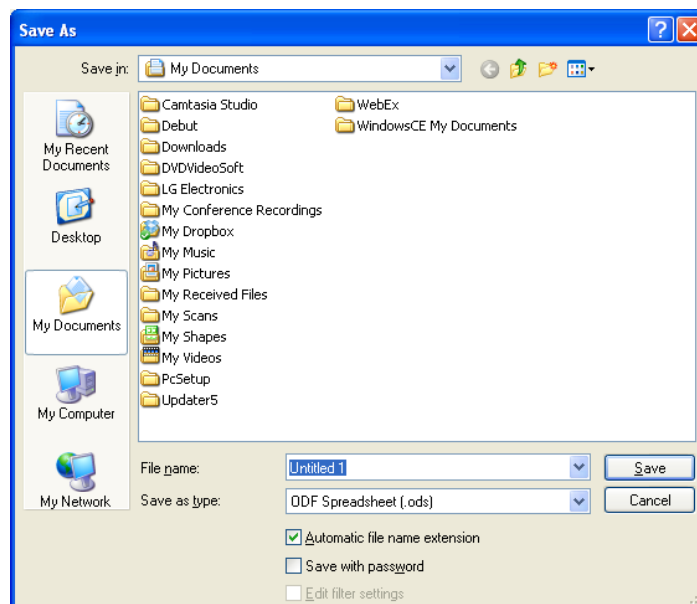 Save As
Save in: My Documents
My Recent
Documents
Desktop
My Documents
My Computer
My Network
Camtasia Studio
Debut
Downloads
DVDVideoSoft
LG Electronics
My Conference Recordings
My Dropbox
My Music
My Pictures
My Received Files
My Scans
My Shapes
My Videos
PcSetup
Updater5
WebEx
WindowsCE My Documents
File name: Untitled 1 Save
Save as type: ODF Spreadsheet (.ods) Cancel
Automatic file name extension
Save with password
Edit filter settings